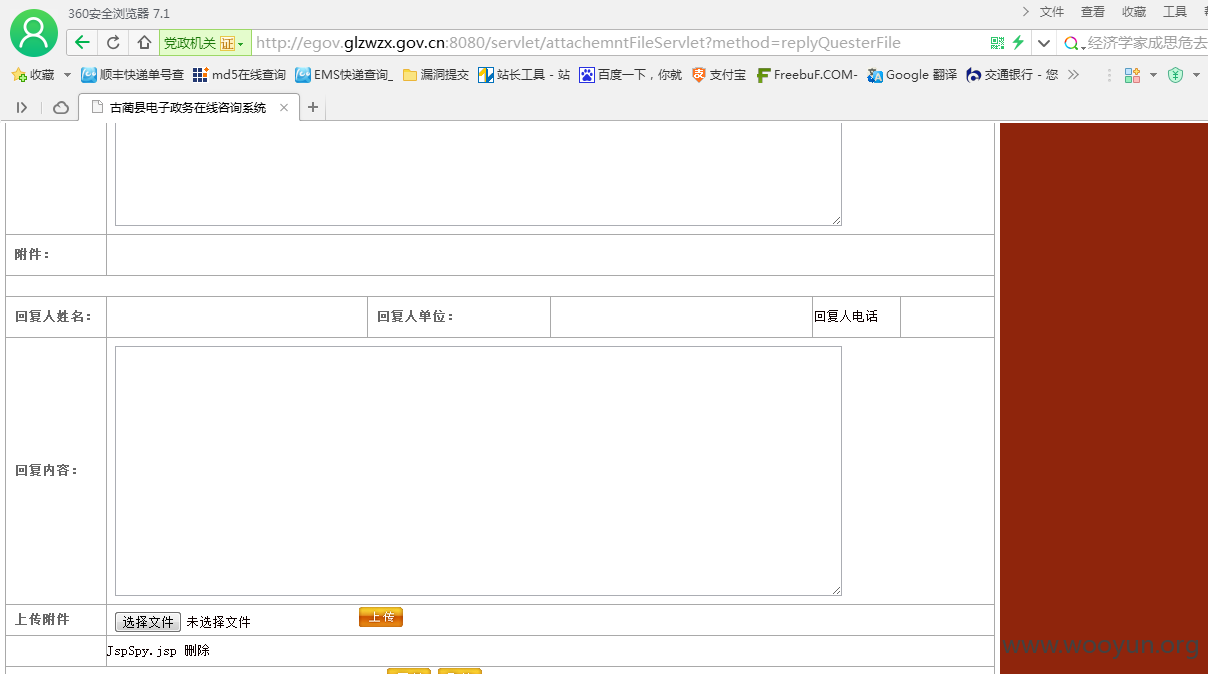 360安全浏览器 7.1
文件 查看 收藏 工具
党政机关 证 http://egov.glzwzx.gov.cn:8080/servlet/attachemntFileServlet?method=replyQuesterFile 经济学家成思危去
收藏 顺丰快递单号查 md5在线查询 EMS快递查询_ 漏洞提交 站长工具 - 站 百度一下，你就 支付宝 FreebuF.COM- Google 翻译 交通银行 - 您
古蔺县电子政务在线咨询系统
附件：
回复人姓名： 回复人单位： 回复人电话
回复内容：
上传附件 选择文件 未选择文件 上传
JspSpy.jsp 删除
www.wooyun.org